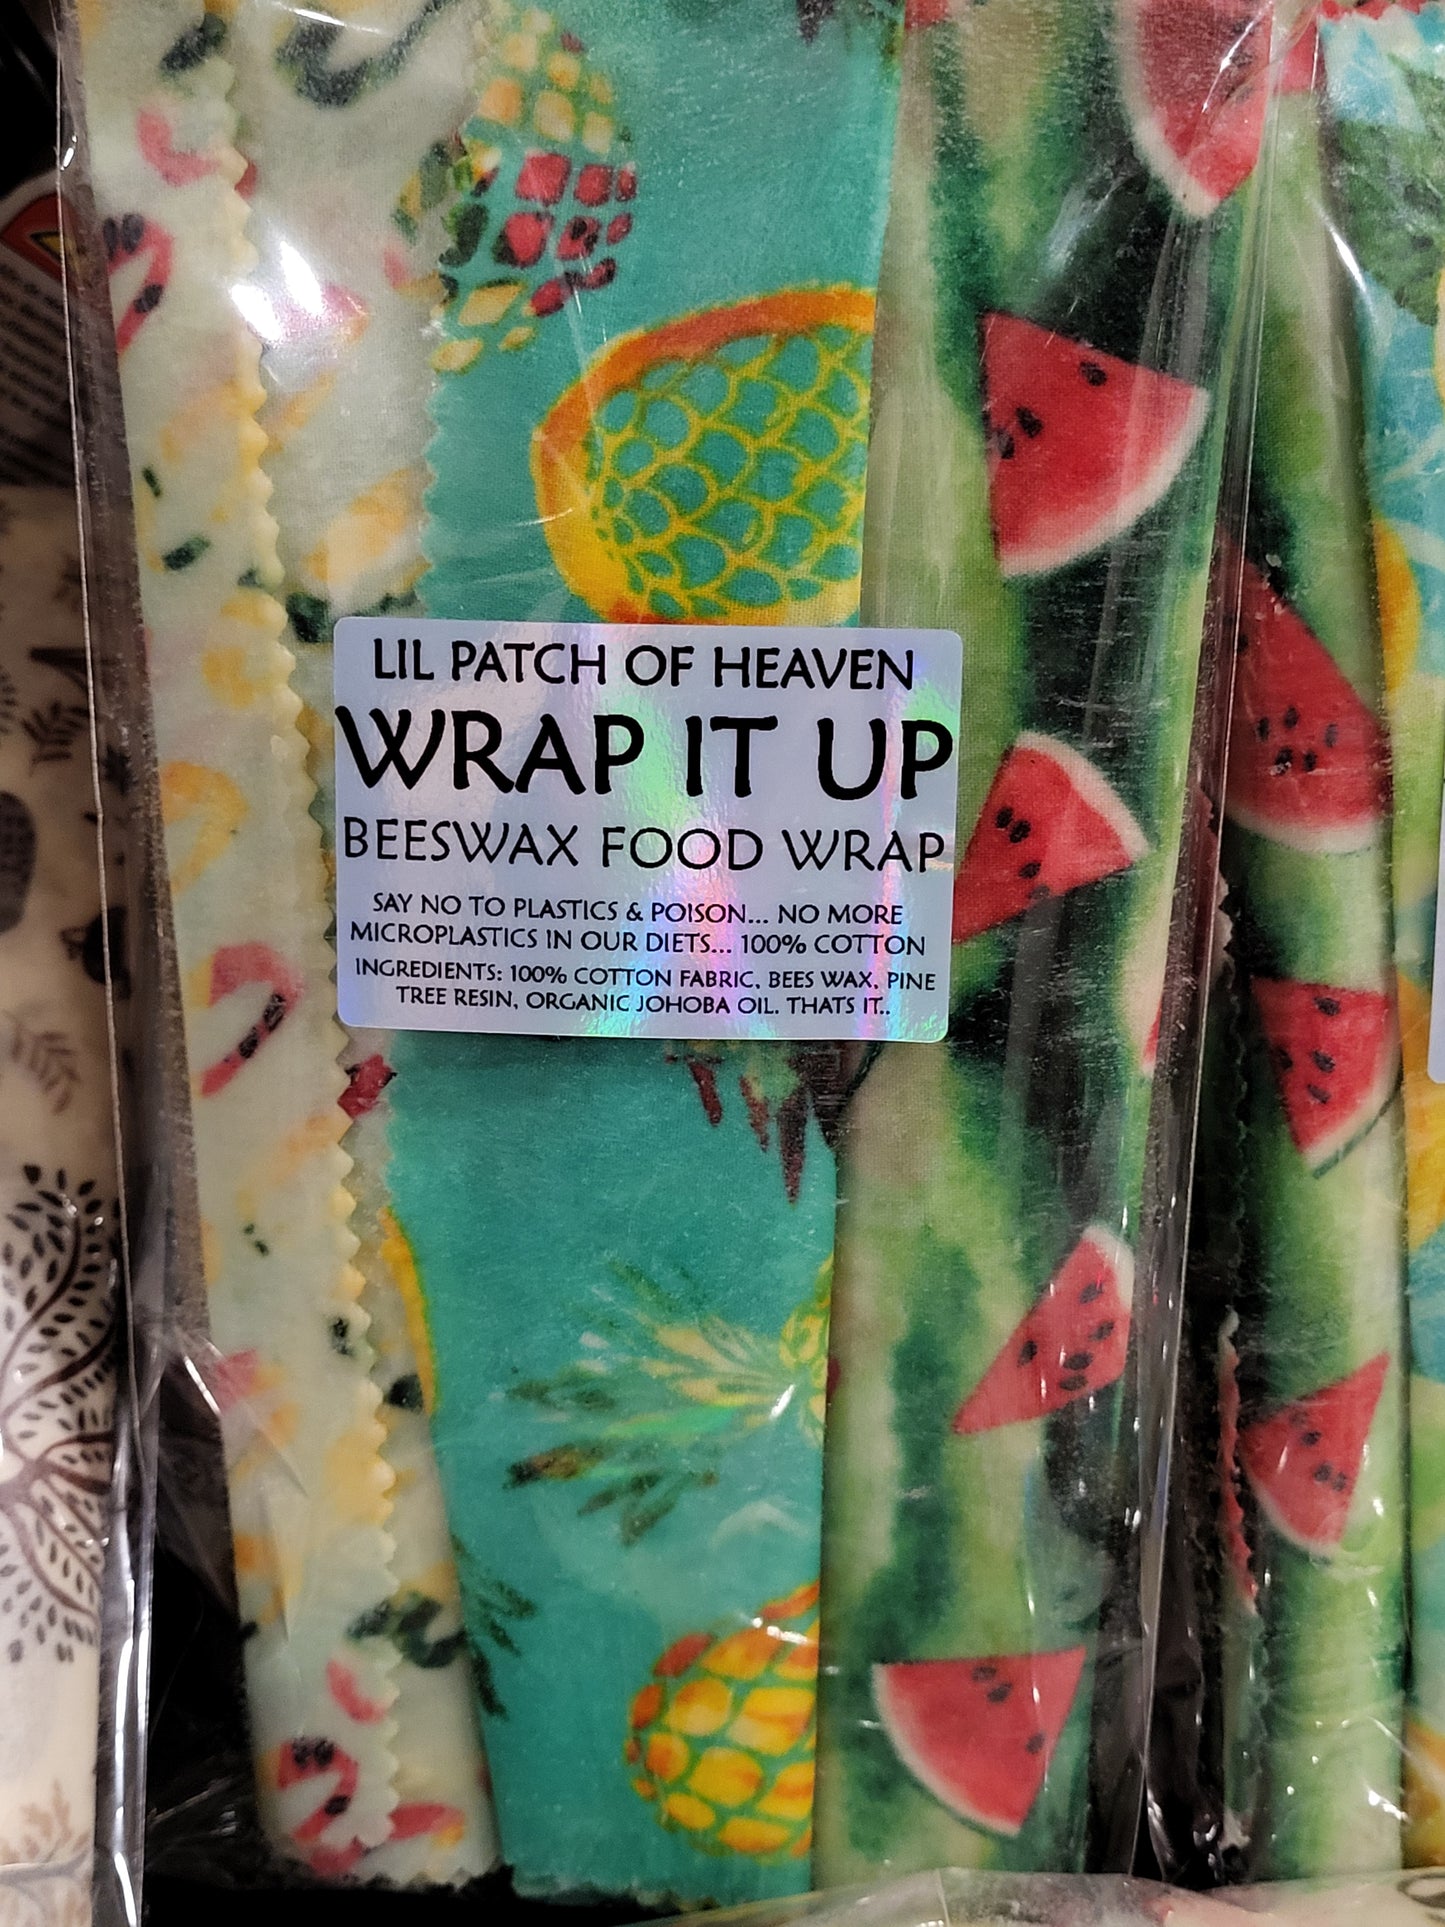 LIL PATCH OF HEAVEN
WRAP IT UP
BEESWAX FOOD WRAP
SAY NO TO PLASTICS & POISON... NO MORE
MICROPLASTICS IN OUR DIETS... 100% COTTON
INGREDIENTS: 100% COTTON FABRIC, BEES WAX, PINE
TREE RESIN, ORGANIC JOHOBA OIL. THATS IT..